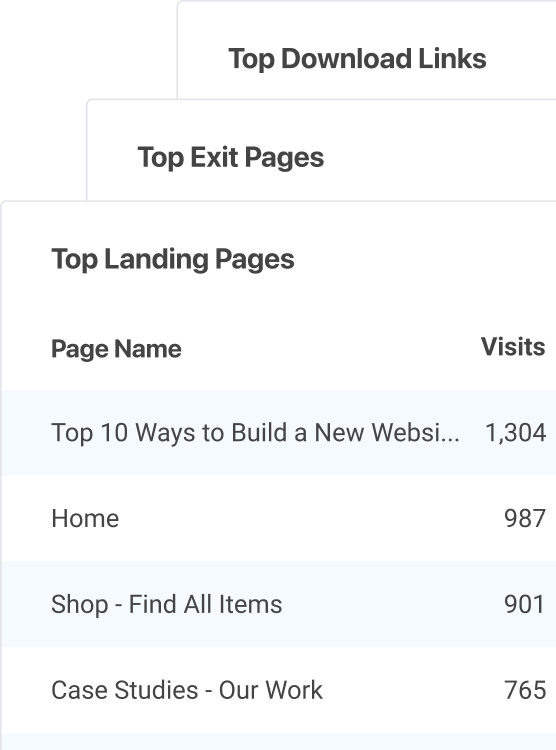 Top Download Links
Top Exit Pages
Top Landing Pages
Page Name Visits
Top 10 Ways to Build a New Websi... 1,304
Home 987
Shop - Find All Items 901
Case Studies - Our Work 765